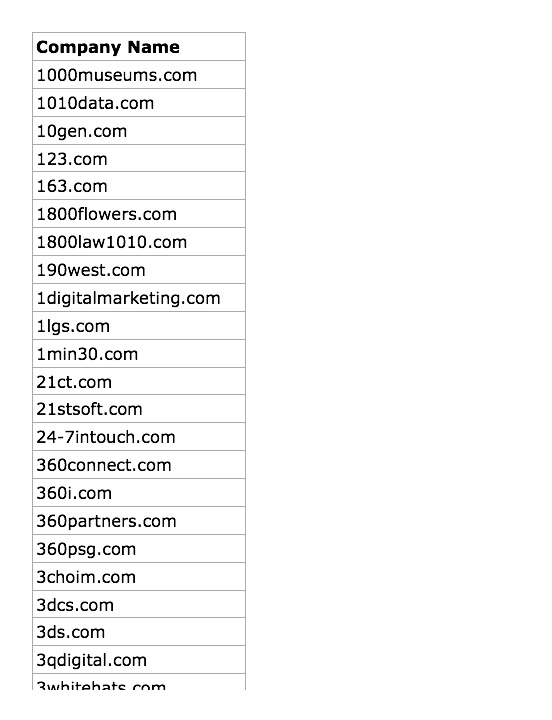 Company Name
1000museums.com
1010data.com
10gen.com
123.com
163.com
1800flowers.com
1800law1010.com
190west.com
1digitalmarketing.com
1lgs.com
1min30.com
21ct.com
21stsoft.com
24-7intouch.com
360connect.com
360i.com
360partners.com
360psg.com
3choim.com
3dcs.com
3ds.com
3qdigital.com
3whitehats.com